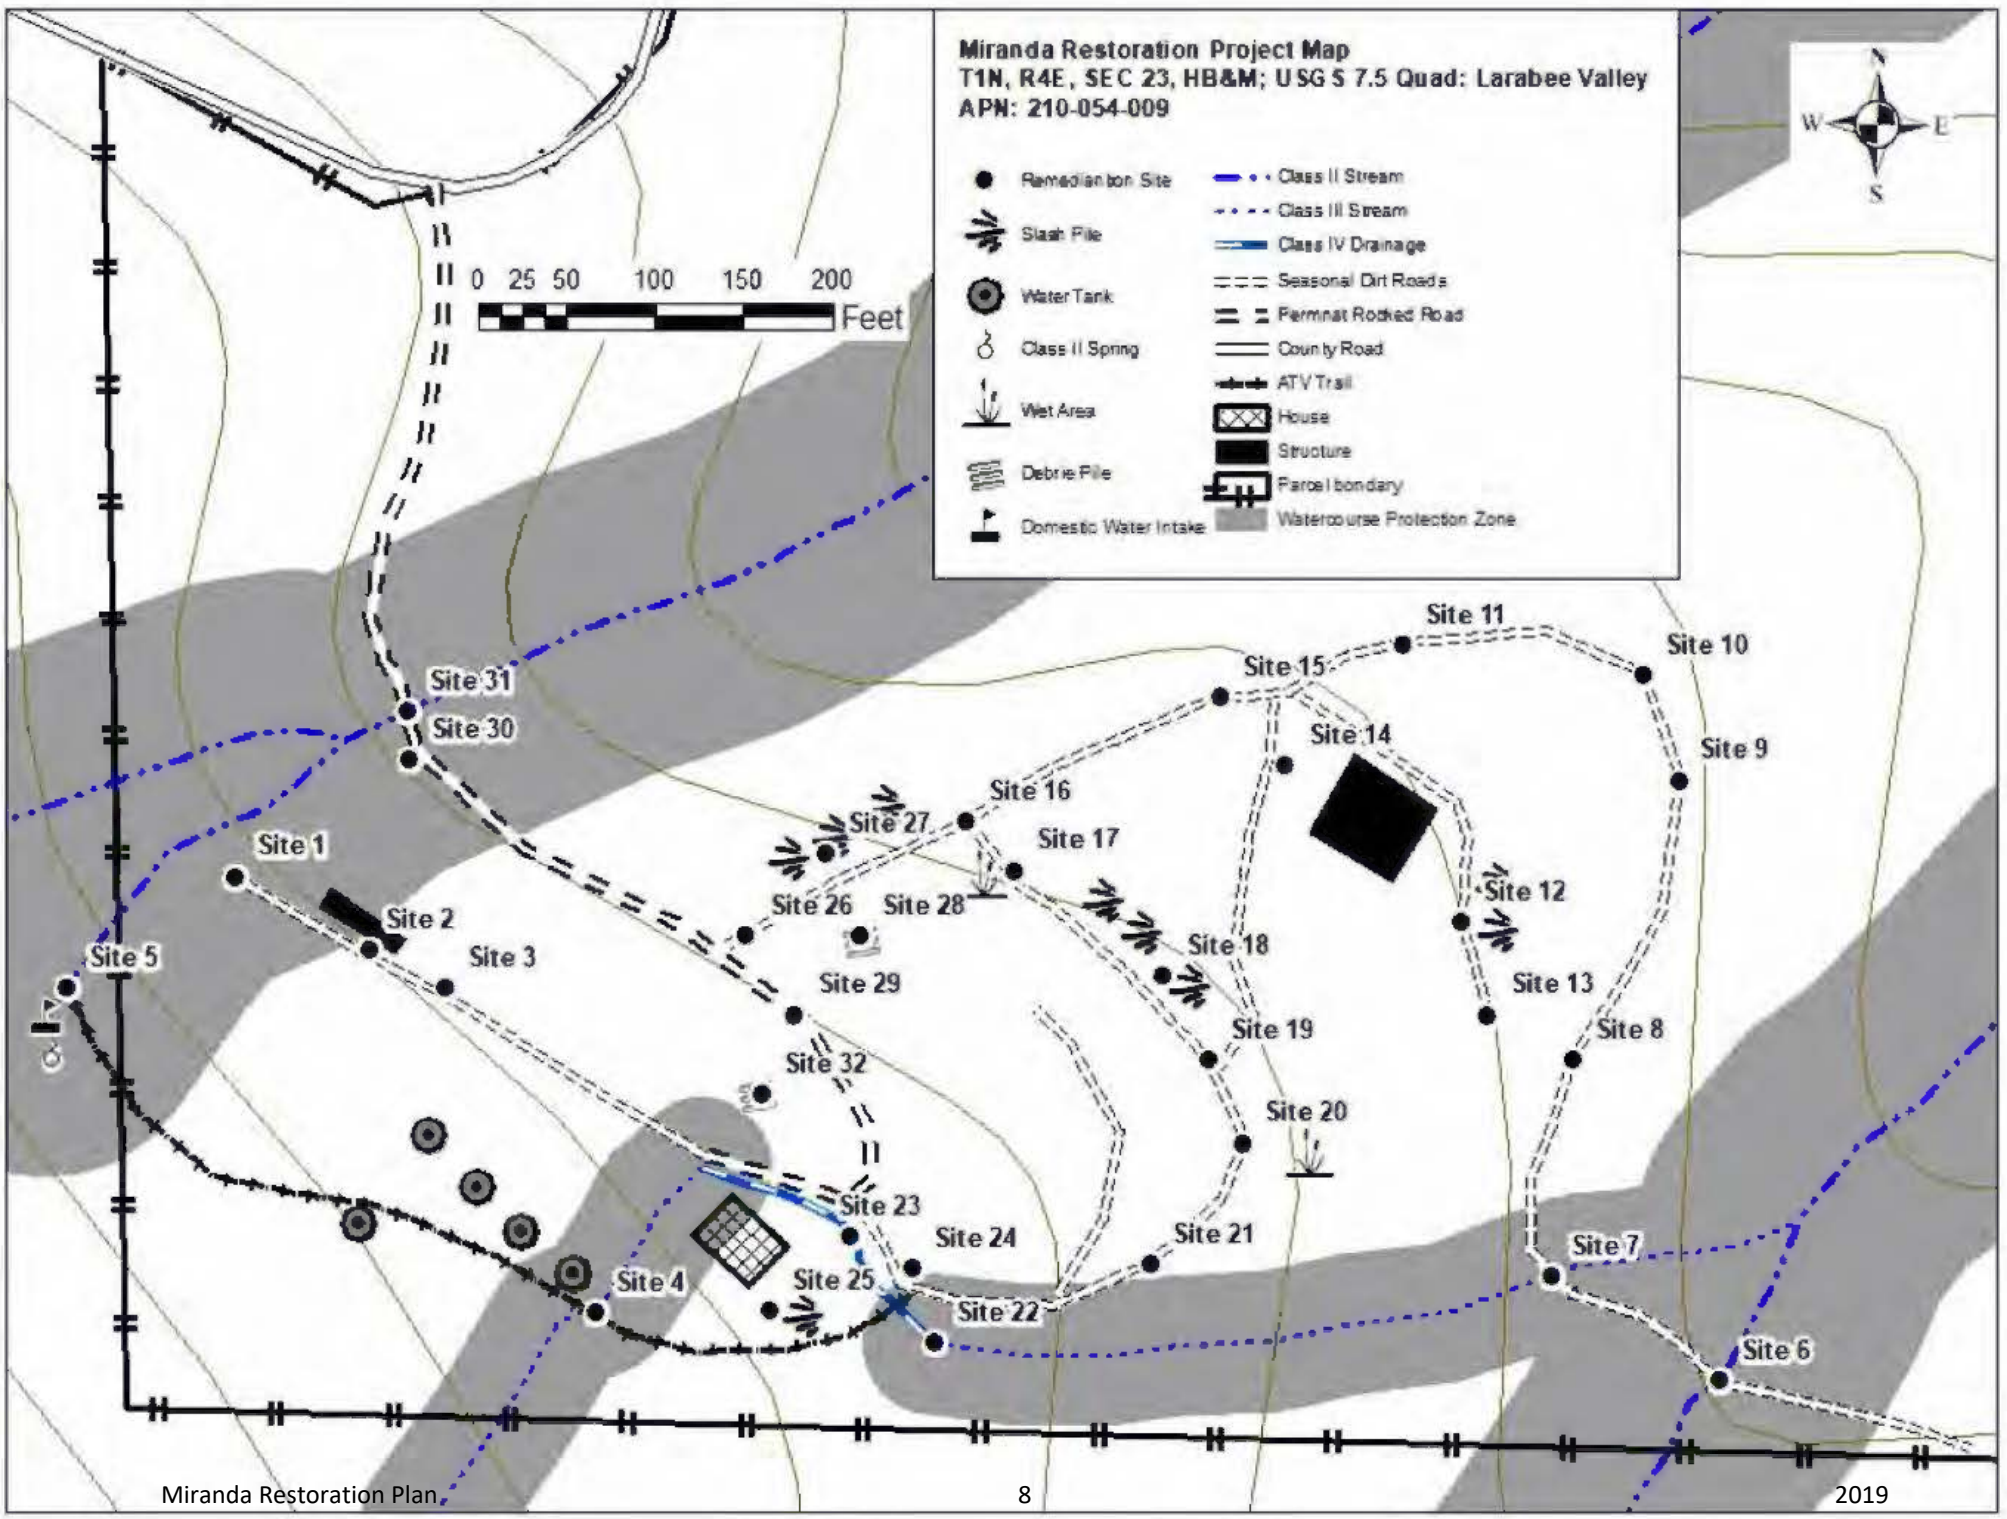 Miranda Restoration Project Map
T1N, R4E, SEC 23, HB&M; USGS 7.5 Quad: Larabee Valley
APN: 210-054-009
N
W E
S
Remediation Site
Slash Pile
Water Tank
Class II Spring
Wet Area
Debrie Pile
Domestic Water Intake
Class II Stream
Class III Stream
Class IV Drainage
Seasonal Dirt Roads
Permnat Rocked Road
County Road
ATV Trail
House
Structure
Parcel bondary
Watercourse Protection Zone
0 25 50 100 150 200
Feet
Site 11
Site 10
Site 15
Site 31
Site 30
Site 14
Site 9
Site 16
Site 27
Site 17
Site 1
Site 12
Site 26
Site 28
Site 2
Site 18
Site 5
Site 3
Site 29
Site 13
Site 19
Site 8
Site 32
Site 20
Site 23
Site 24
Site 21
Site 7
Site 4
Site 25
Site 22
Site 6
Miranda Restoration Plan 8 2019